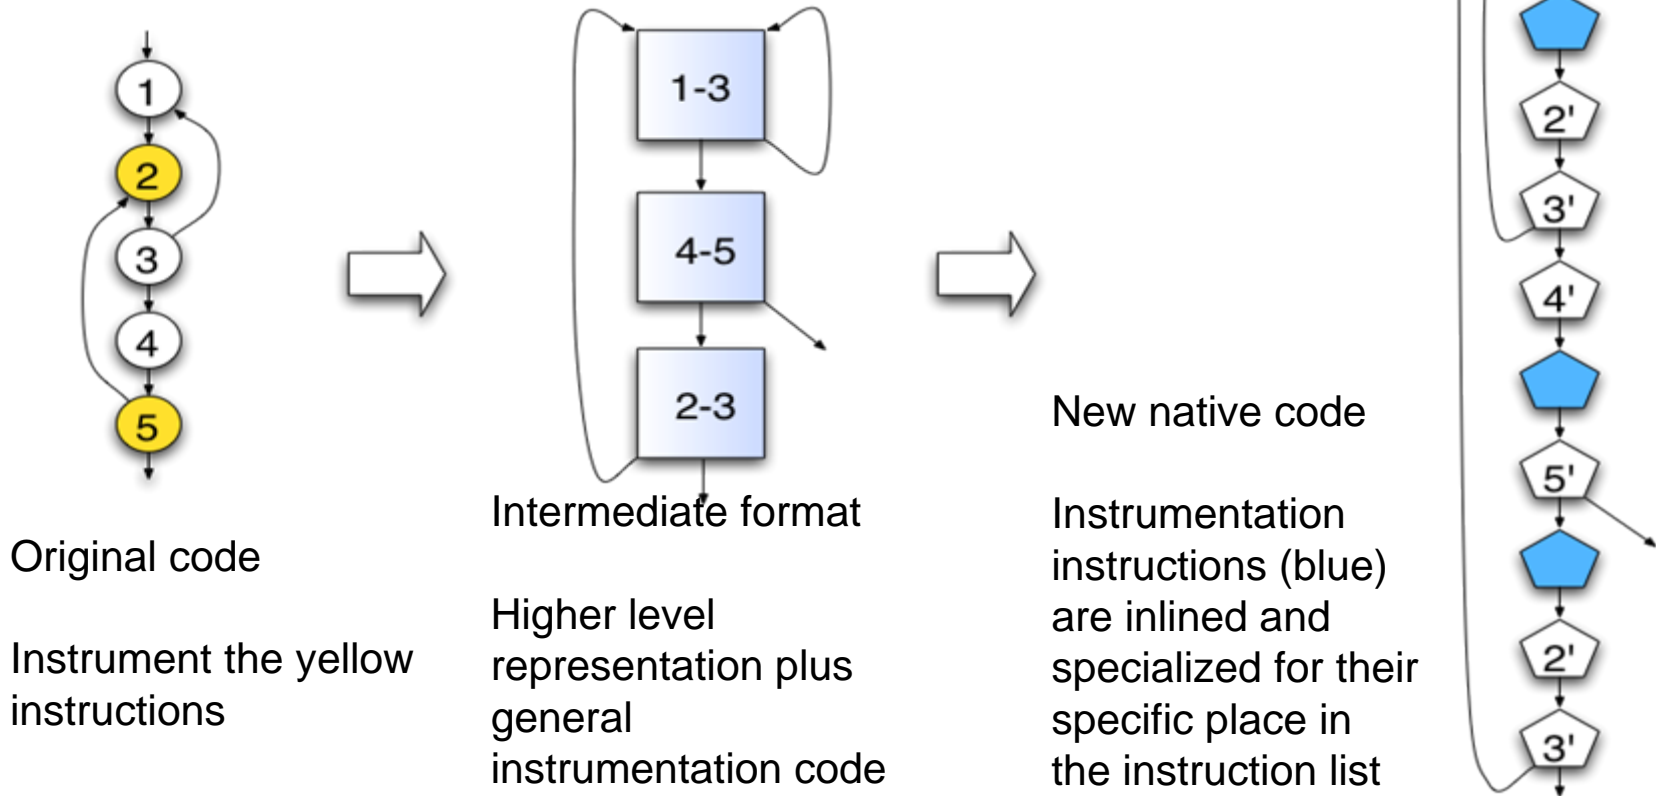 1
2
3
4
5
Original code
Instrument the yellow
instructions
1-3
4-5
2-3
Intermediate format
Higher level
representation plus
general
instrumentation code
New native code
Instrumentation
instructions (blue)
are inlined and
specialized for their
specific place in
the instruction list
2'
3'
4'
5'
2'
3'